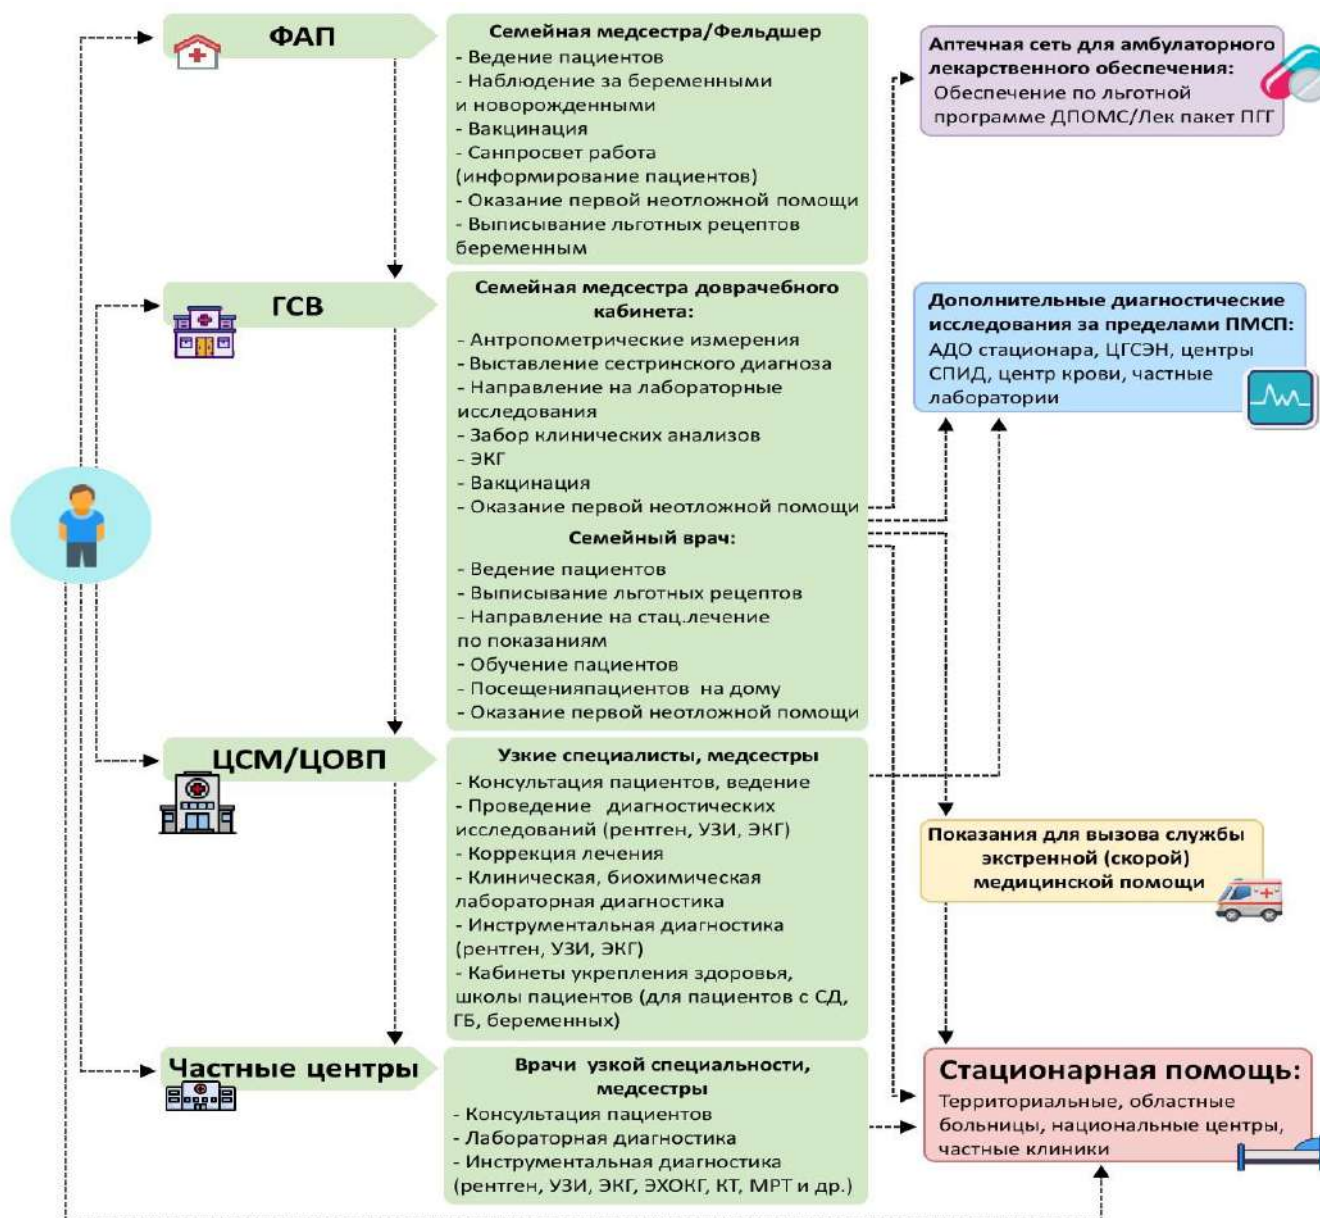 ФАП
Семейная медсестра/Фельдшер
- Ведение пациентов
- Наблюдение за беременными
и новорожденными
- Вакцинация
- Санпросвет работа
(информирование пациентов)
- Оказание первой неотложной помощи
- Выписывание льготных рецептов
беременным
Аптечная сеть для амбулаторного
лекарственного обеспечения:
Обеспечение по льготной
программе ДПОМС/Лек пакет ПГГ
ГСВ
Семейная медсестра доврачебного
кабинета:
- Антропометрические измерения
- Выставление сестринского диагноза
- Направление на лабораторные
исследования
- Забор клинических анализов
- ЭКГ
- Вакцинация
- Оказание первой неотложной помощи
Семейный врач:
- Ведение пациентов
- Выписывание льготных рецептов
- Направление на стац.лечение
по показаниям
- Обучение пациентов
- Посещенияпациентов на дому
- Оказание первой неотложной помощи
Дополнительные диагностические
исследования за пределами ПМСП:
АДО стационара, ЦГСЭН, центры
СПИД, центр крови, частные
лаборатории
ЦСМ/ЦОВП
Узкие специалисты, медсестры
- Консультация пациентов, ведение
- Проведение диагностических
исследований (рентген, УЗИ, ЭКГ)
- Коррекция лечения
- Клиническая, биохимическая
лабораторная диагностика
- Инструментальная диагностика
(рентген, УЗИ, ЭКГ)
- Кабинеты укрепления здоровья,
школы пациентов (для пациентов с СД,
ГБ, беременных)
Показания для вызова службы
экстренной (скорой)
медицинской помощи
Частные центры
Врачи узкой специальности,
медсестры
- Консультация пациентов
- Лабораторная диагностика
- Инструментальная диагностика
(рентген, УЗИ, ЭКГ, ЭХОКГ, КТ, МРТ и др.)
Стационарная помощь:
Территориальные, областные
больницы, национальные центры,
частные клиники